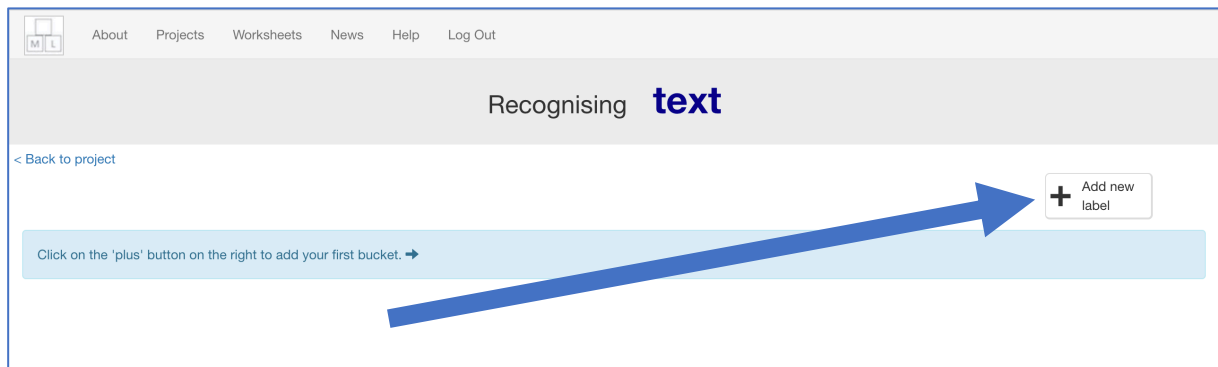 M L
About Projects Worksheets News Help Log Out
Recognising text
< Back to project
Add new
label
Click on the 'plus' button on the right to add your first bucket.